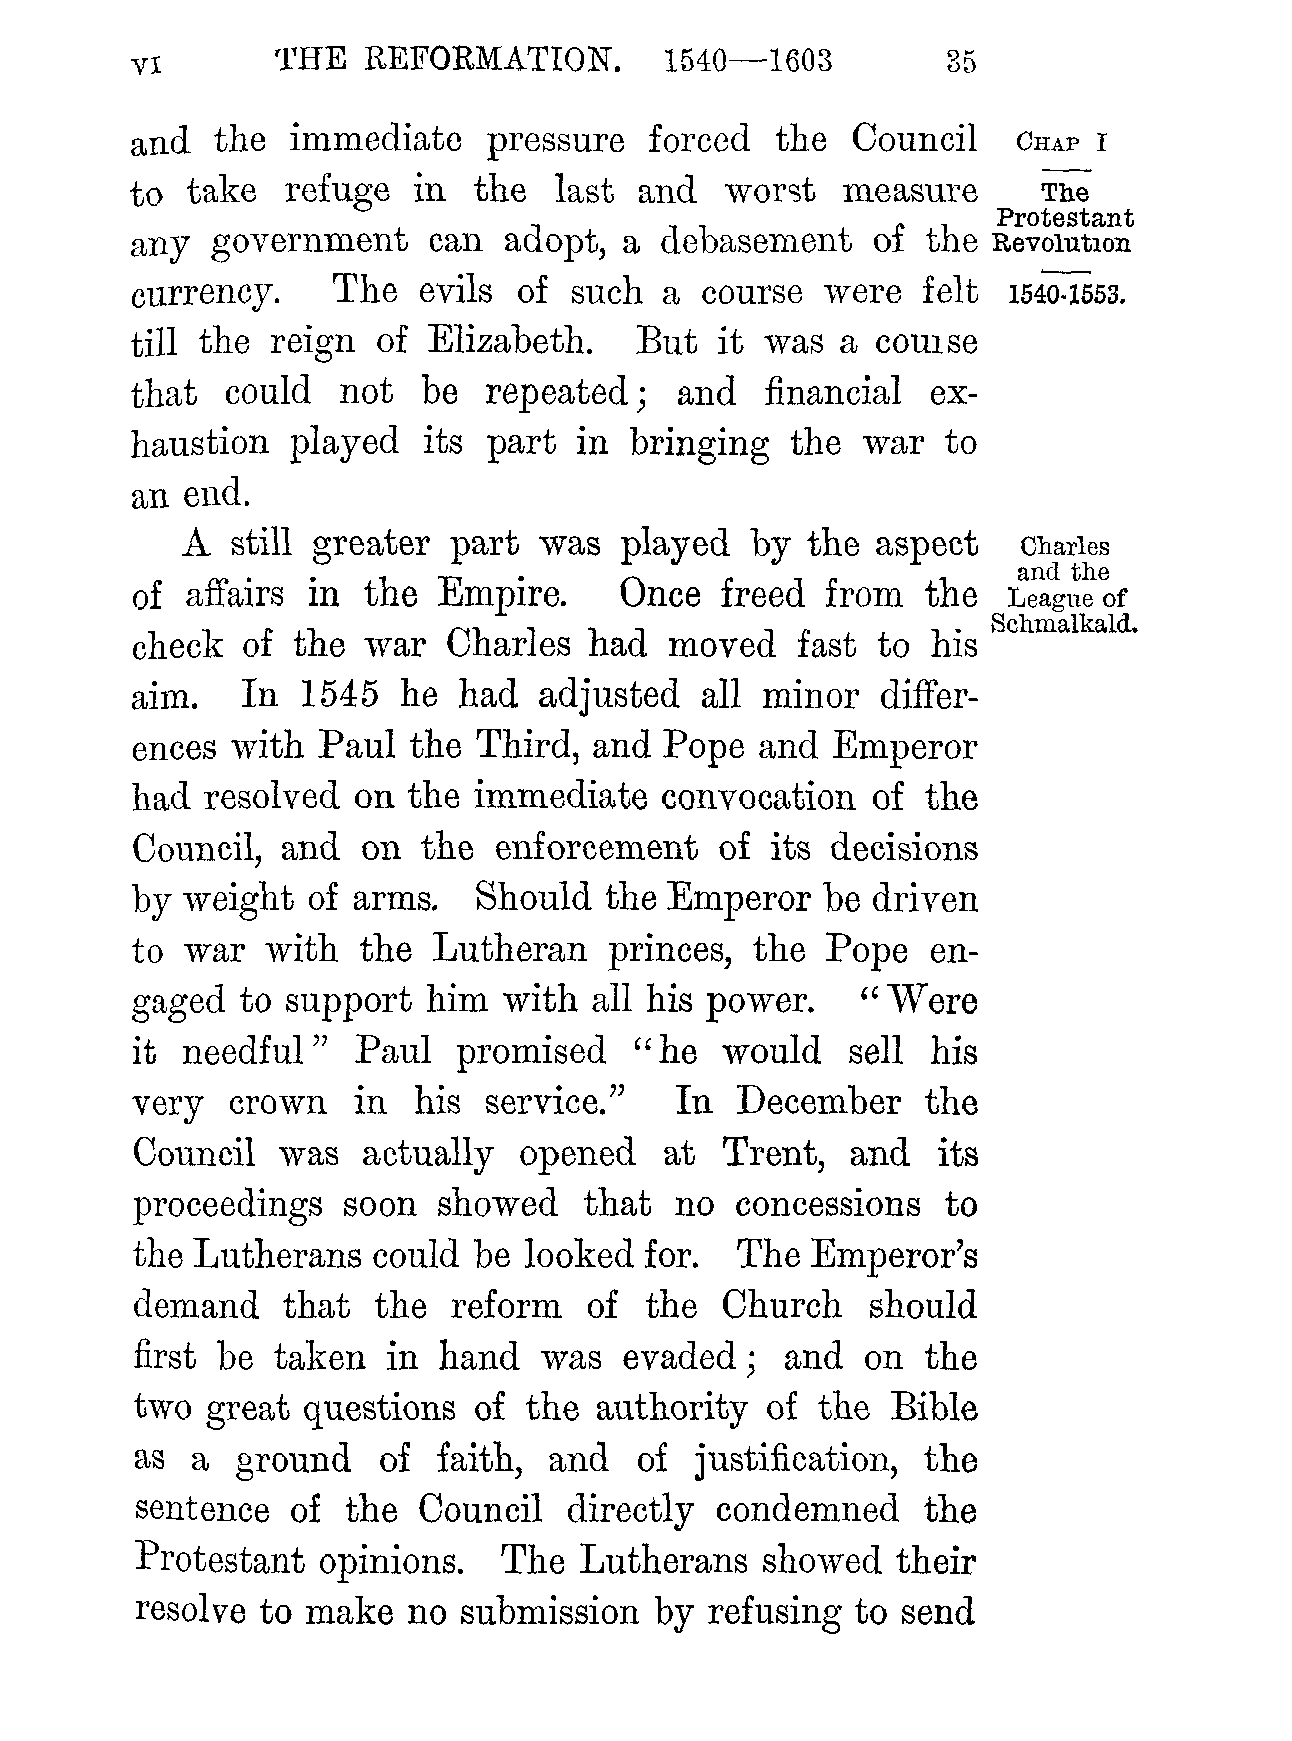 VI THE REFORMATION. 1540—1603 35
and the immediate pressure forced the Council
to take refuge in the last and worst measure
any government can adopt, a debasement of the
currency. The evils of such a course were felt
till the reign of Elizabeth. But it was a course
that could not be repeated; and financial ex-
haustion played its part in bringing the war to
an end.
CHAP I
The
Protestant
Revolution
1540-1553.
A still greater part was played by the aspect
of affairs in the Empire. Once freed from the
check of the war Charles had moved fast to his
aim. In 1545 he had adjusted all minor differ-
ences with Paul the Third, and Pope and Emperor
had resolved on the immediate convocation of the
Council, and on the enforcement of its decisions
by weight of arms. Should the Emperor be driven
to war with the Lutheran princes, the Pope en-
gaged to support him with all his power. “Were
it needful” Paul promised “he would sell his
very crown in his service.” In December the
Council was actually opened at Trent, and its
proceedings soon showed that no concessions to
the Lutherans could be looked for. The Emperor’s
demand that the reform of the Church should
first be taken in hand was evaded; and on the
two great questions of the authority of the Bible
as a ground of faith, and of justification, the
sentence of the Council directly condemned the
Protestant opinions. The Lutherans showed their
resolve to make no submission by refusing to send
Charles
and the
League of
Schmalkald.